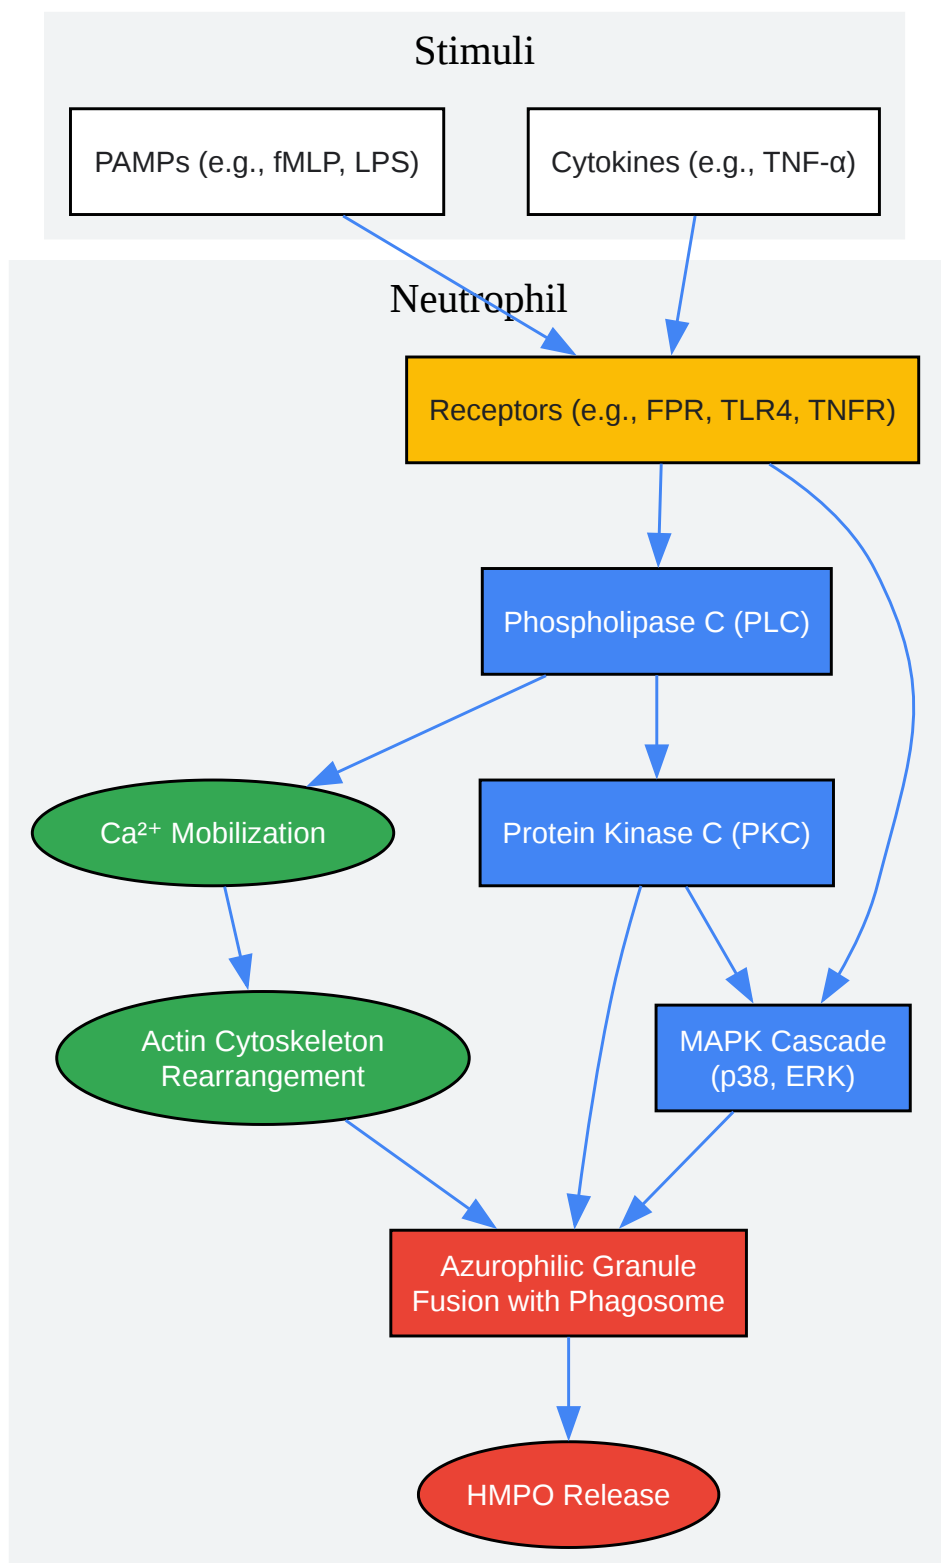 Stimuli
PAMPs (e.g., fMLP, LPS)
Cytokines (e.g., TNF-α)
Neutrophil
Receptors (e.g., FPR, TLR4, TNFR)
Phospholipase C (PLC)
Ca²⁺ Mobilization
Protein Kinase C (PKC)
Actin Cytoskeleton
Rearrangement
MAPK Cascade
(p38, ERK)
Azurophilic Granule
Fusion with Phagosome
HMPO Release